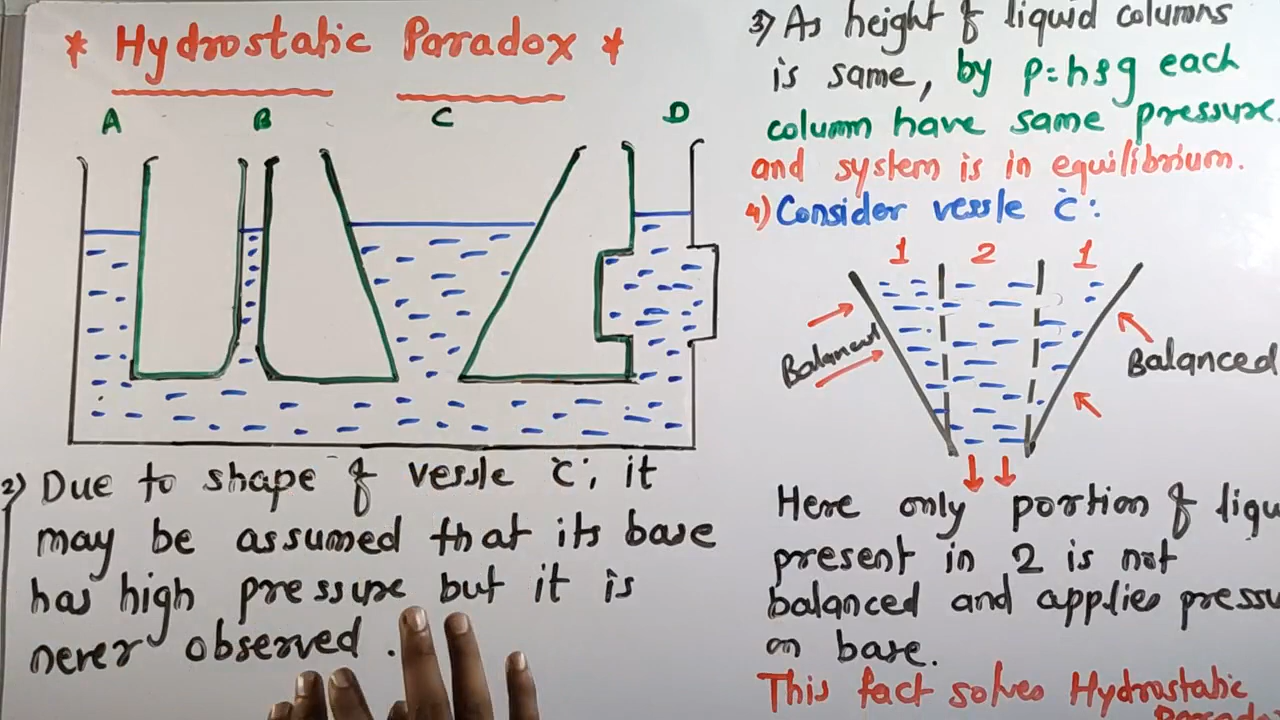 * Hydrostatic Paradox *
A B C D
2) Due to shape of vessle 'c', it
may be assumed that its base
has high pressure but it is
never observed.
3) As height of liquid columns
is same, by p=hρg each
column have same pressure.
and system is in equilibrium.
4) Consider vessle 'c':
1 2 1
Balanced
Balanced
Here only portion of liqu
present in 2 is not
balanced and applies pressu
on base.
This fact solves Hydrostatic